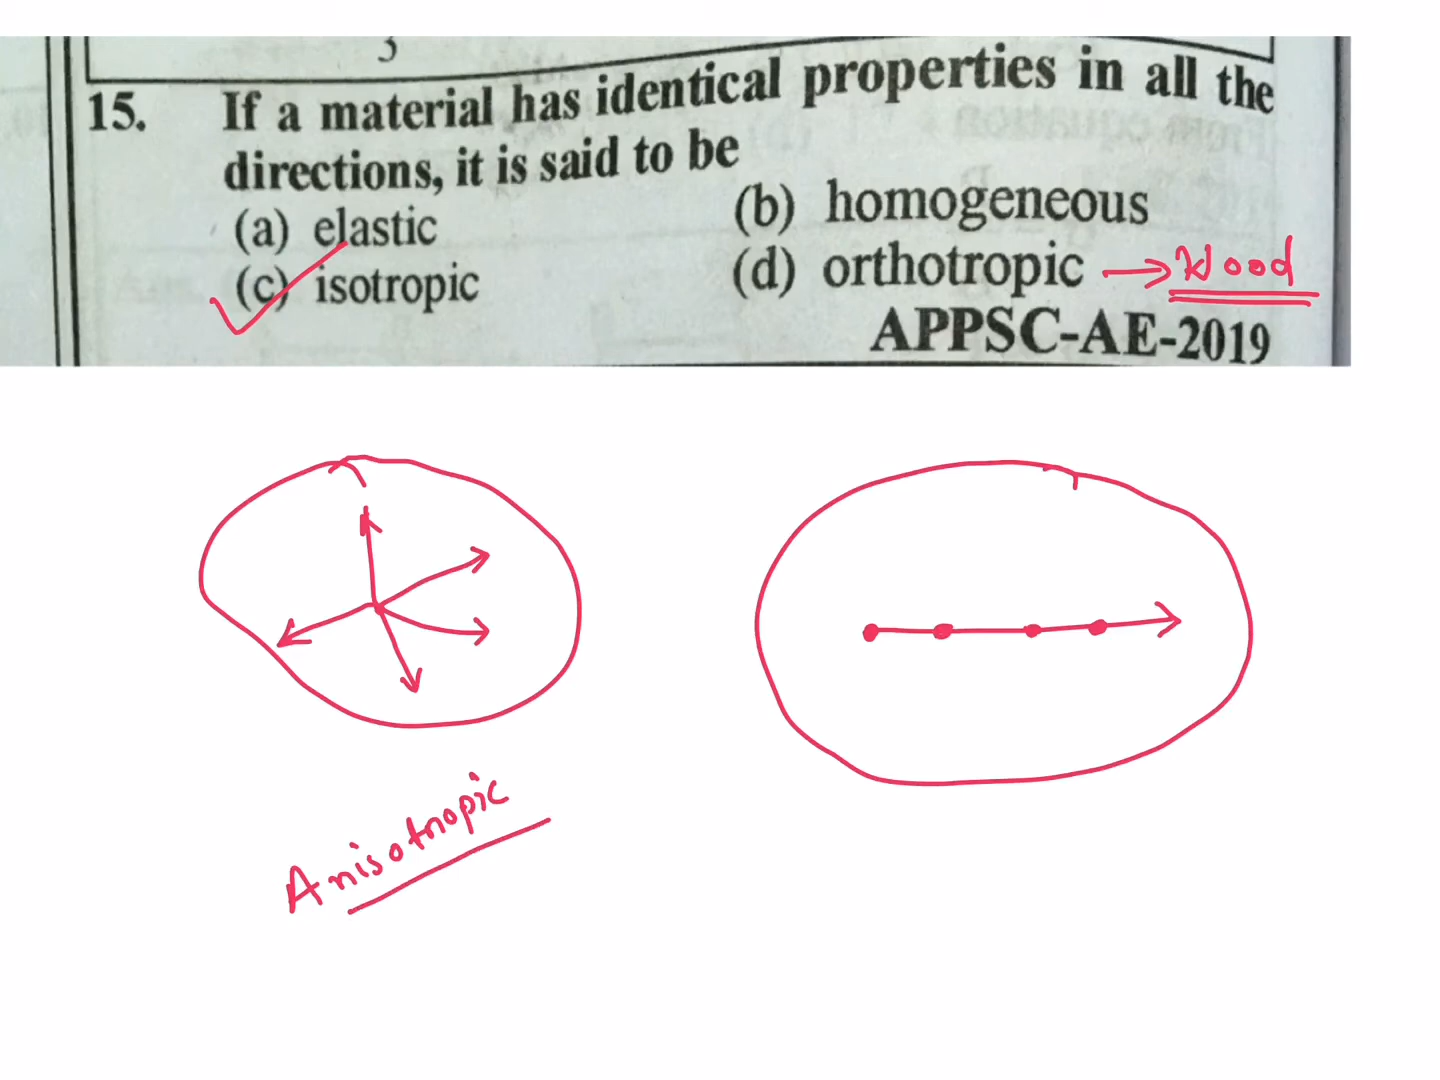 15. If a material has identical properties in all the
directions, it is said to be
(a) elastic (b) homogeneous
(c) isotropic (d) orthotropic → Wood
APPSC-AE-2019
Anisotropic